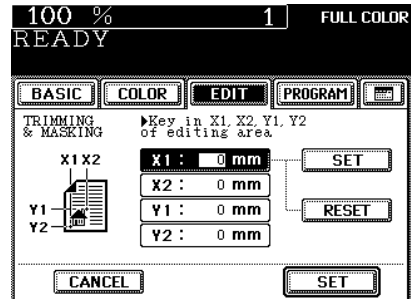 100 % 1 FULL COLOR
READY
BASIC COLOR EDIT PROGRAM
TRIMMING & MASKING
▶Key in X1, X2, Y1, Y2 of editing area
X1 X2
Y1
Y2
X1 : 0 mm SET
X2 : 0 mm
Y1 : 0 mm RESET
Y2 : 0 mm
CANCEL SET